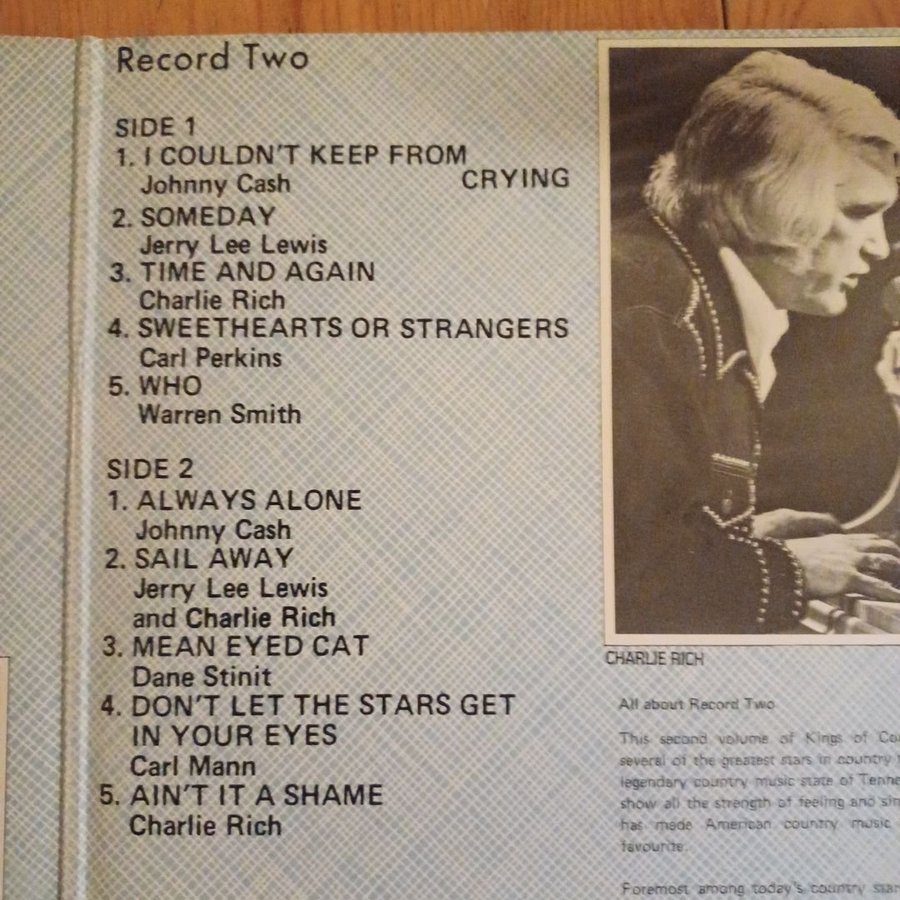 Record Two
SIDE 1
1. I COULDN'T KEEP FROM
CRYING
Johnny Cash
2. SOMEDAY
Jerry Lee Lewis
3. TIME AND AGAIN
Charlie Rich
4. SWEETHEARTS OR STRANGERS
Carl Perkins
5. WHO
Warren Smith
SIDE 2
1. ALWAYS ALONE
Johnny Cash
2. SAIL AWAY
Jerry Lee Lewis
and Charlie Rich
3. MEAN EYED CAT
Dane Stinit
4. DON'T LET THE STARS GET
IN YOUR EYES
Carl Mann
5. AIN'T IT A SHAME
Charlie Rich
CHARLIE RICH
All about Record Two
This second volume of Kings of
several of the greatest stars in country
legendary country music state of
show all the strength of feeling and
has made American country music
favourite.
Foremost among today's country